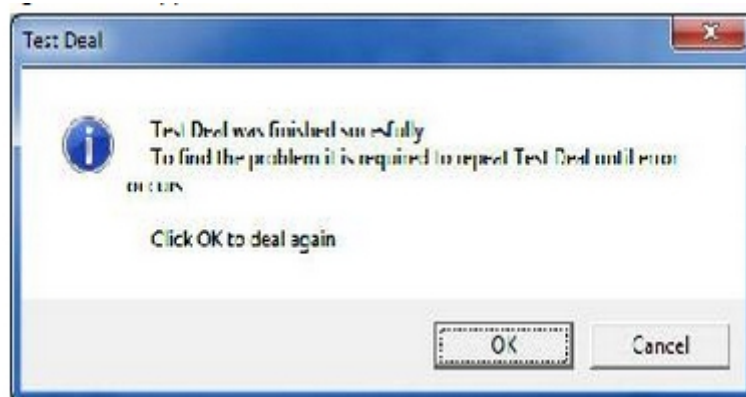 Test Deal
Test Deal was finished sucesfully
To find the problem it is required to repeat Test Deal until error
occurs
Click OK to deal again
OK
Cancel